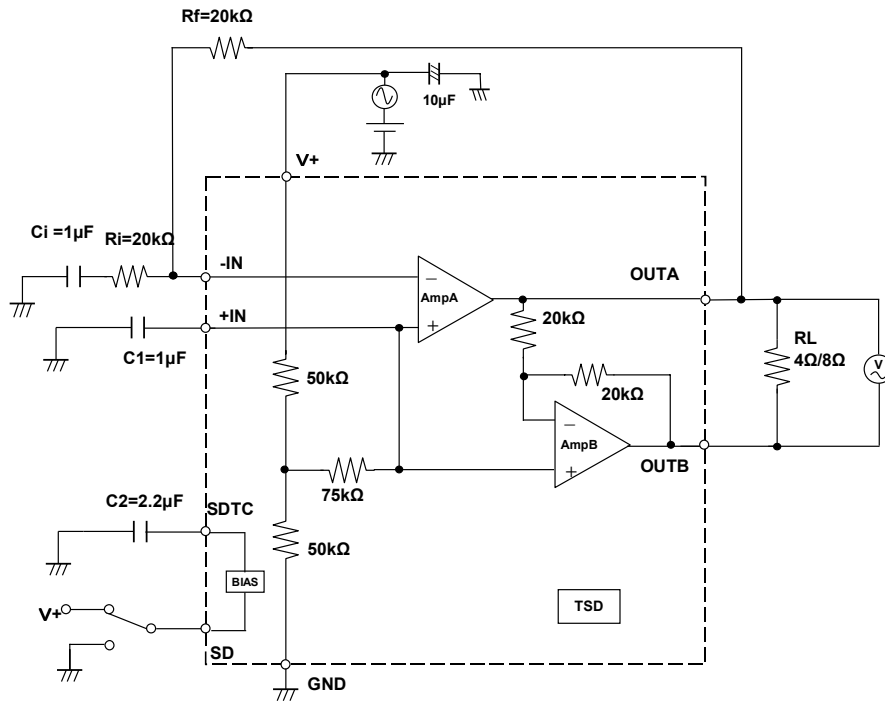 Rf=20kΩ
10µF
V+
Ci =1µF
Ri=20kΩ
-IN
AmpA
OUTA
+IN
C1=1µF
20kΩ
RL
4Ω/8Ω
V
50kΩ
20kΩ
AmpB
OUTB
75kΩ
C2=2.2µF
SDTC
50kΩ
BIAS
TSD
V+
SD
GND